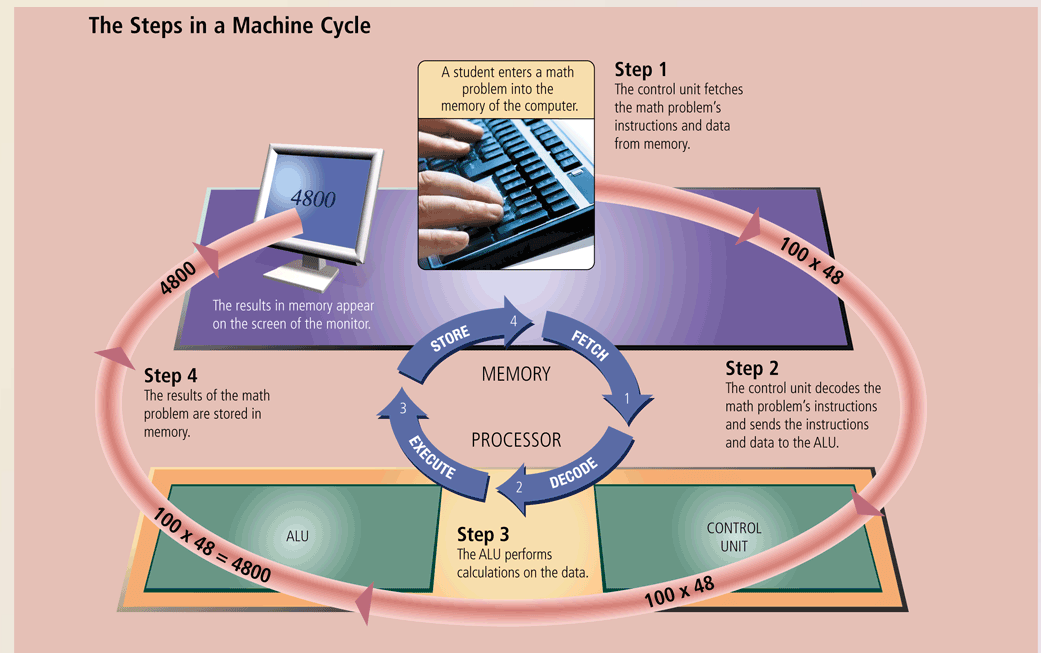 The Steps in a Machine Cycle
A student enters a math
problem into the
memory of the computer.
Step 1
The control unit fetches
the math problem's
instructions and data
from memory.
4800
100 x 48
4800
The results in memory appear
on the screen of the monitor.
STORE
4
FETCH
1
MEMORY
Step 2
The control unit decodes the
math problem's instructions
and sends the instructions
and data to the ALU.
Step 4
The results of the math
problem are stored in
memory.
3
EXECUTE
PROCESSOR
2
DECODE
ALU
CONTROL
UNIT
Step 3
The ALU performs
calculations on the data.
100 x 48 = 4800
100 x 48